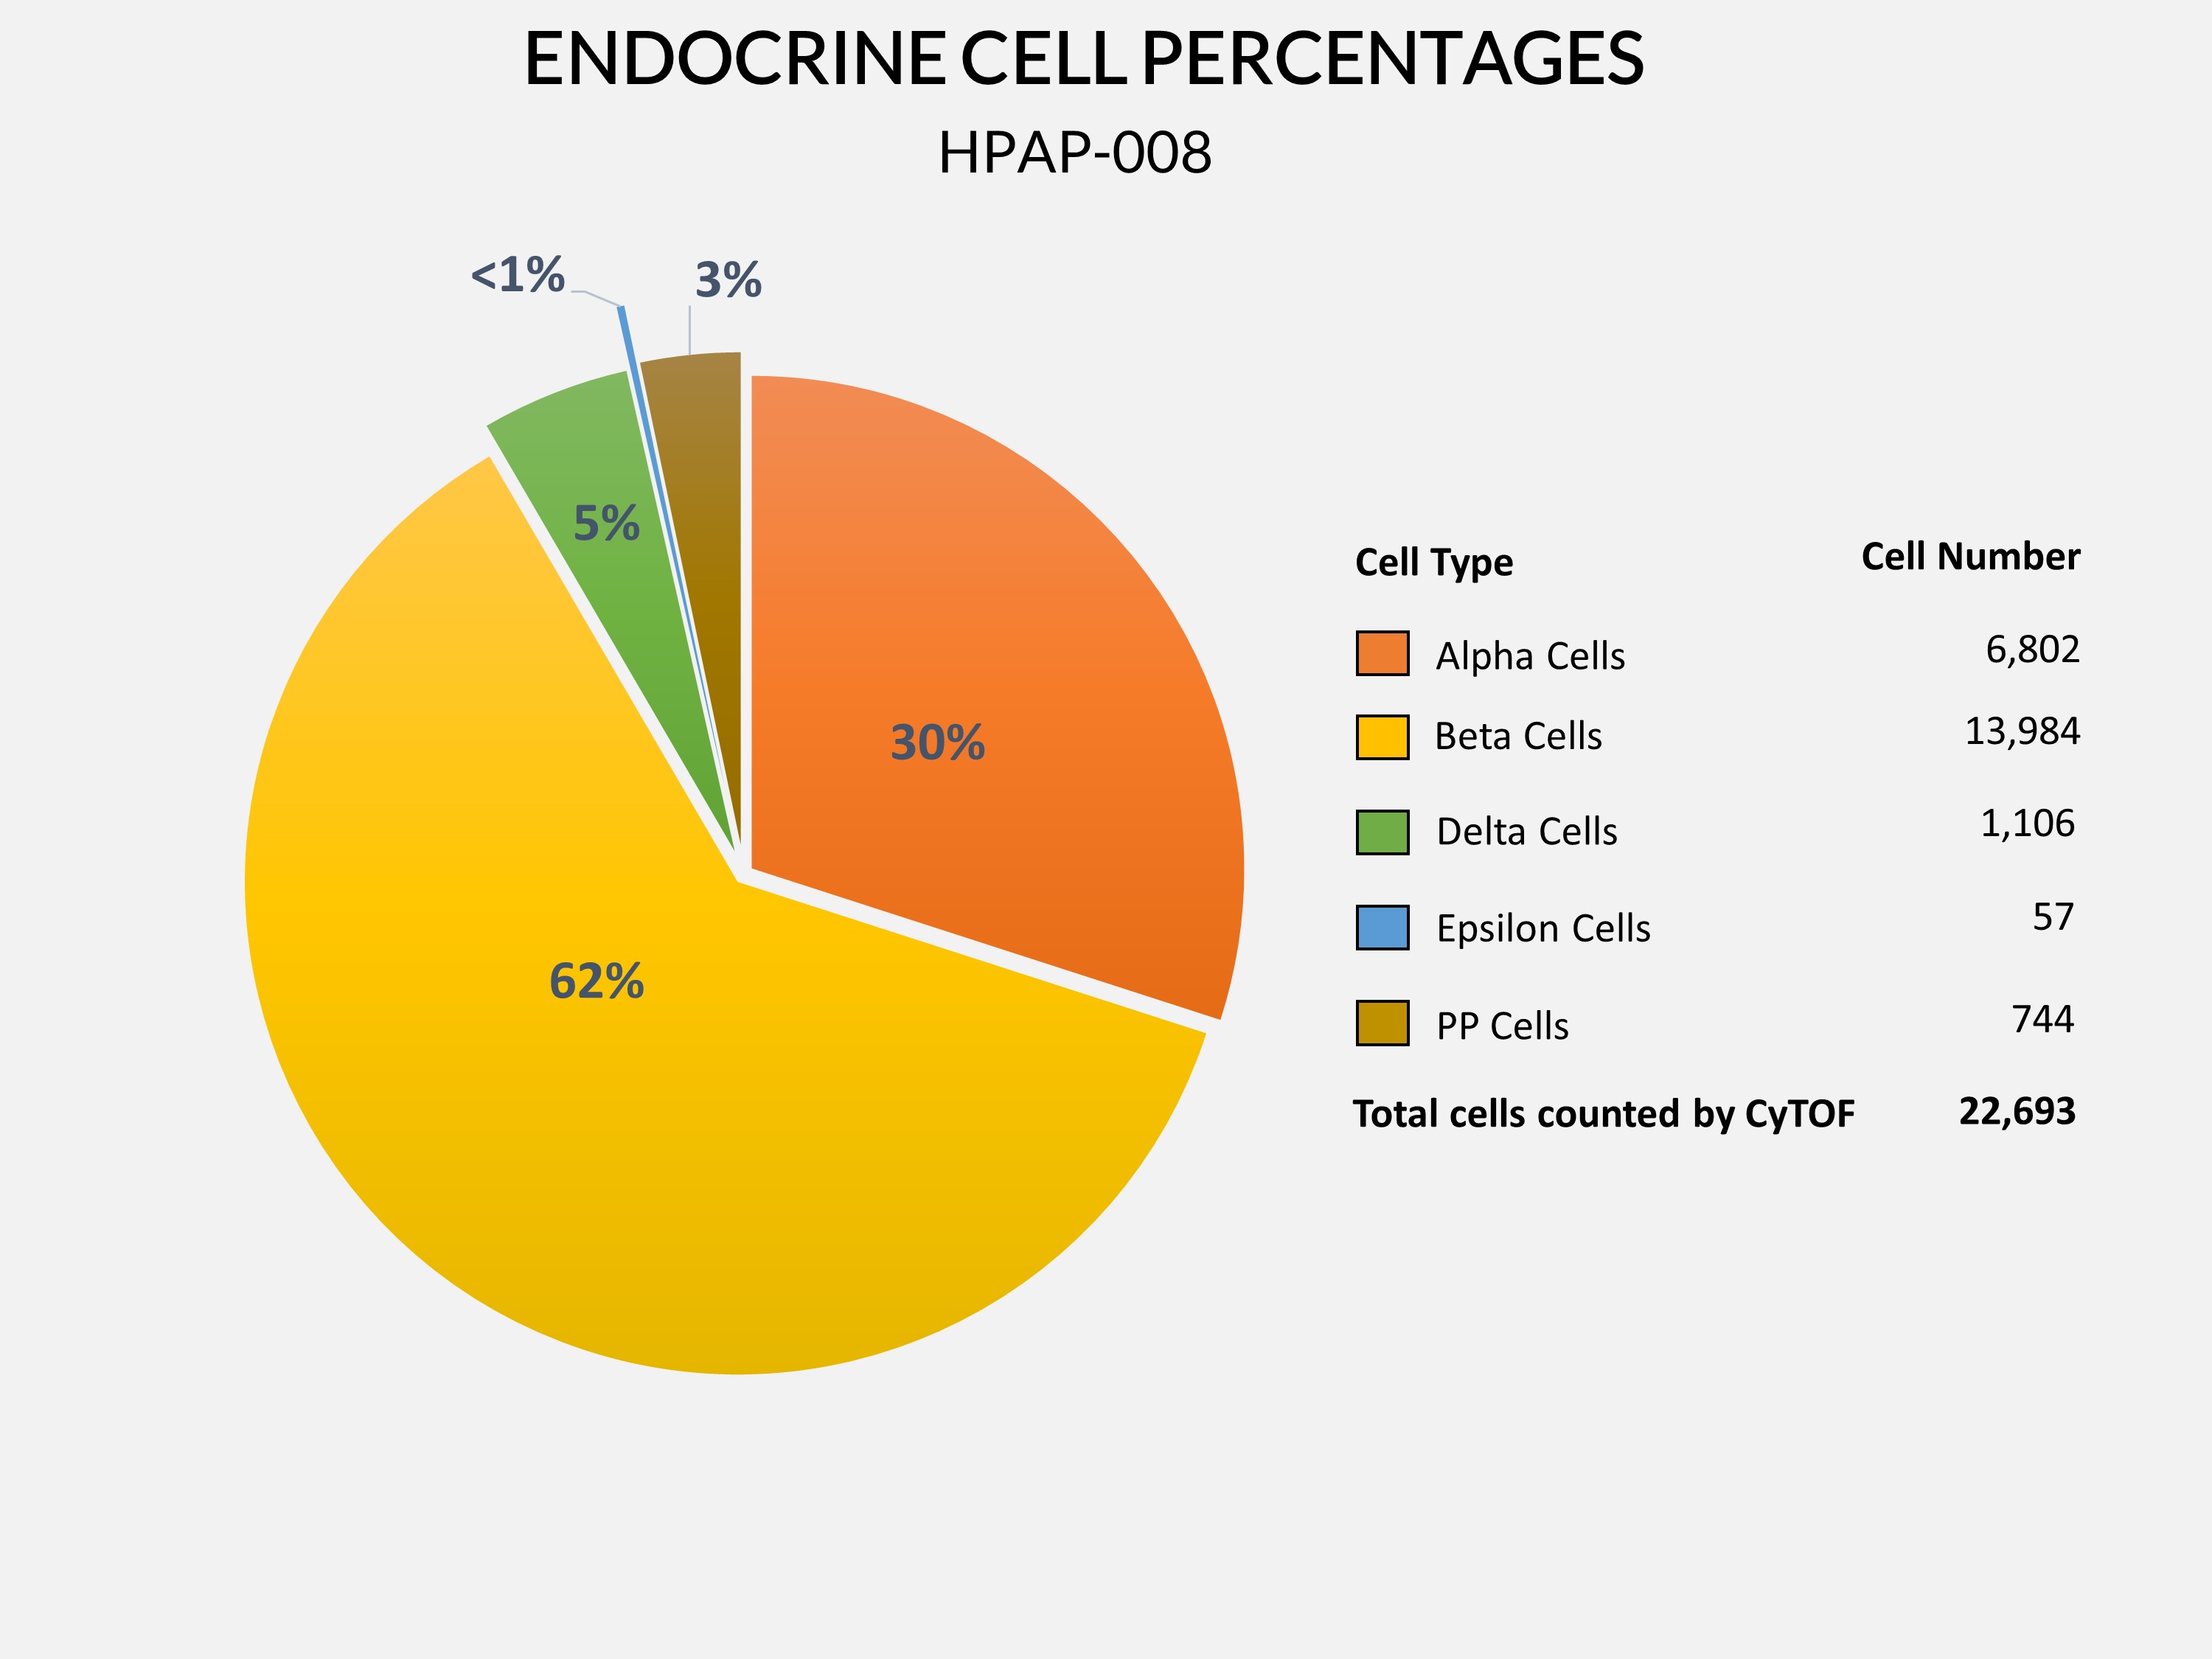 ENDOCRINE CELL PERCENTAGES
HPAP-008
<1%
3%
5%
30%
62%
Cell Type Cell Number
Alpha Cells 6,802
Beta Cells 13,984
Delta Cells 1,106
Epsilon Cells 57
PP Cells 744
Total cells counted by CyTOF 22,693